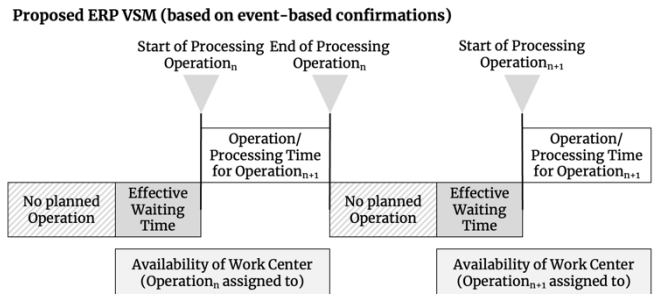 Proposed ERP VSM (based on event-based confirmations)
Start of Processing
Operationn
End of Processing
Operationn
Start of Processing
Operationn+1
Operation/
Processing Time
for Operationn+1
Operation/
Processing Time
for Operationn+1
No planned
Operation
Effective
Waiting
Time
No planned
Operation
Effective
Waiting
Time
Availability of Work Center
(Operationn assigned to)
Availability of Work Center
(Operationn+1 assigned to)